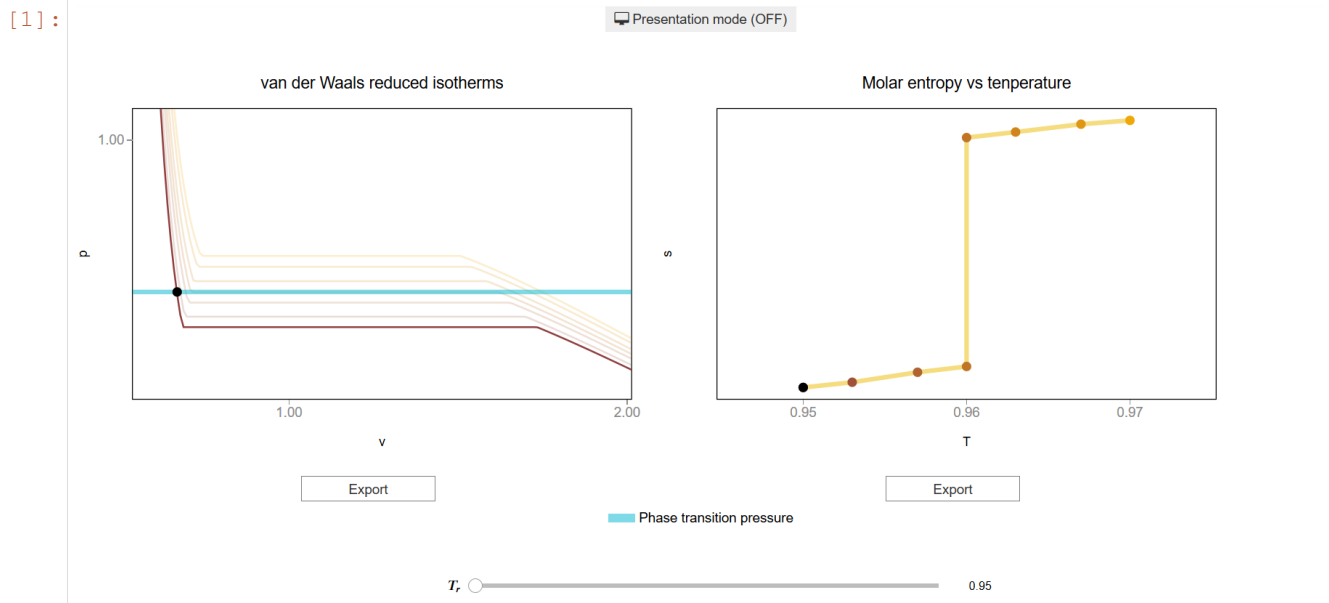 [1]:
Presentation mode (OFF)
van der Waals reduced isotherms
1.00
p
1.00
2.00
v
Export
Molar entropy vs tenperature
s
0.95
0.96
0.97
T
Export
Phase transition pressure
Tr
0.95